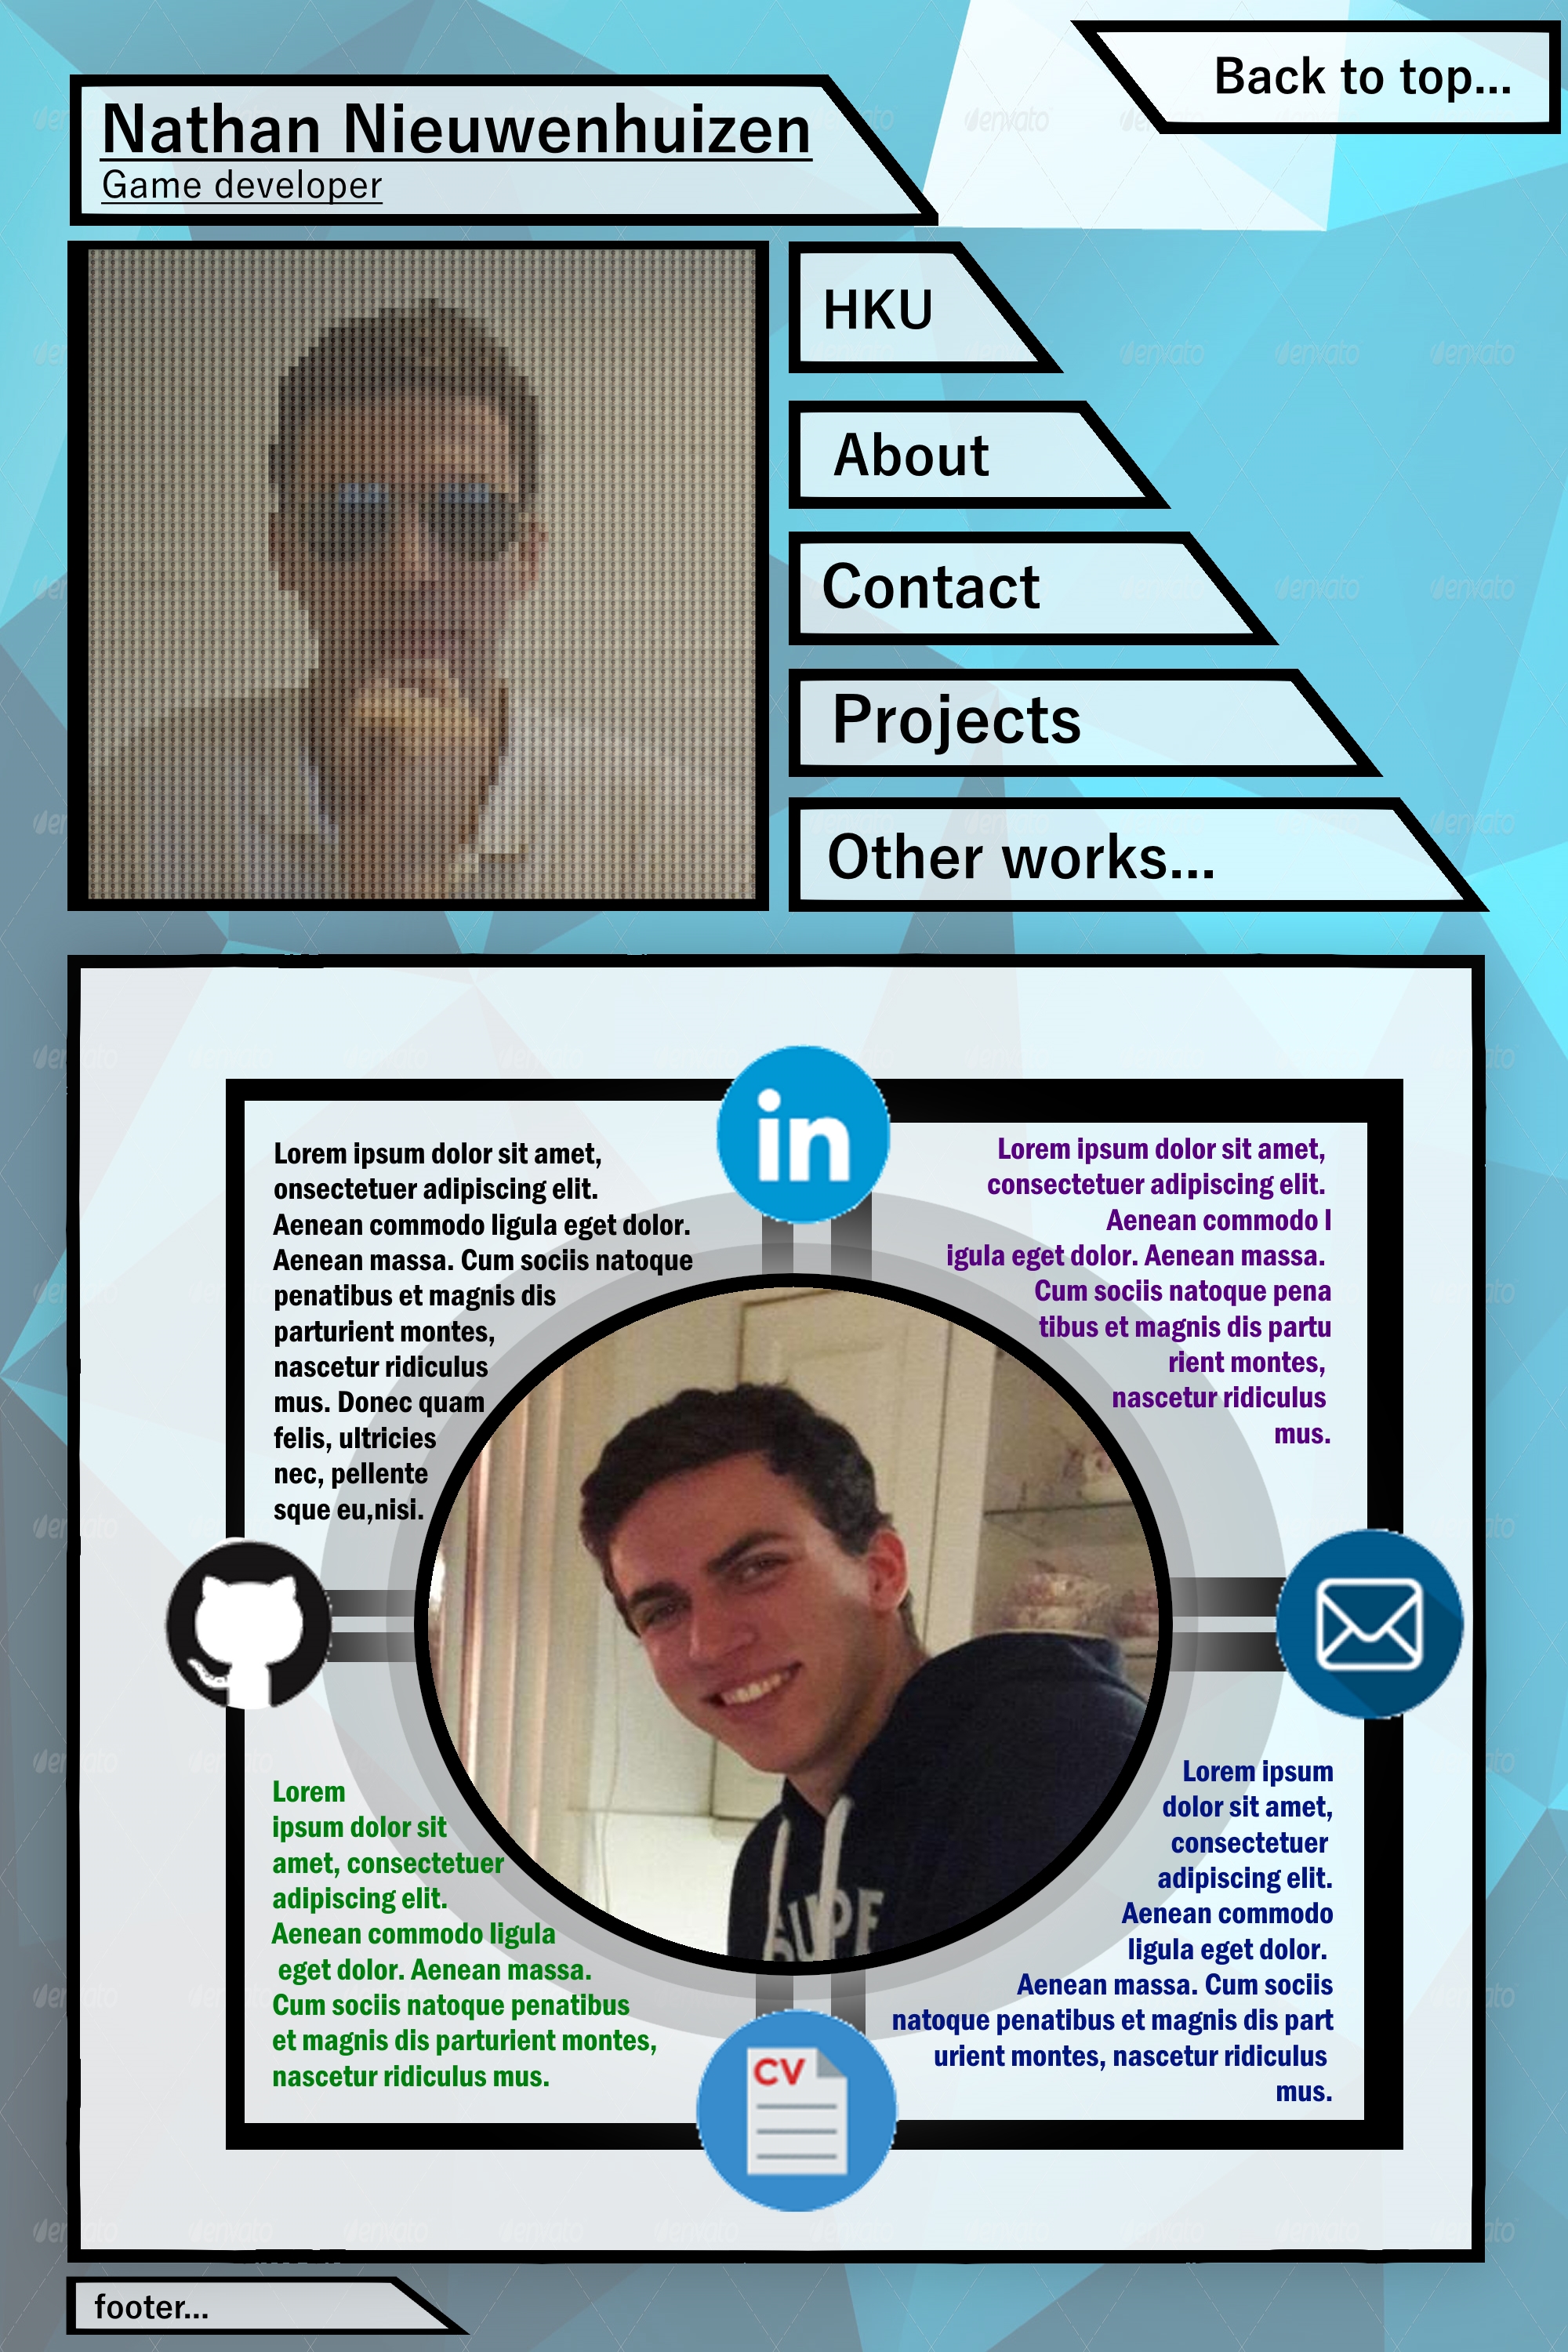 Back to top...
Nathan Nieuwenhuizen
Game developer
HKU
About
Contact
Projects
Other works...
in
Lorem ipsum dolor sit amet,
onsectetuer adipiscing elit.
Aenean commodo ligula eget dolor.
Aenean massa. Cum sociis natoque
penatibus et magnis dis
parturient montes,
nascetur ridiculus
mus. Donec quam
felis, ultricies
nec, pellente
sque eu,nisi.
Lorem ipsum dolor sit amet,
consectetuer adipiscing elit.
Aenean commodo l
igula eget dolor. Aenean massa.
Cum sociis natoque pena
tibus et magnis dis partu
rient montes,
nascetur ridiculus
mus.
SUPE
Lorem
ipsum dolor sit
amet, consectetuer
adipiscing elit.
Aenean commodo ligula
eget dolor. Aenean massa.
Cum sociis natoque penatibus
et magnis dis parturient montes,
nascetur ridiculus mus.
Lorem ipsum
dolor sit amet,
consectetuer
adipiscing elit.
Aenean commodo
ligula eget dolor.
Aenean massa. Cum sociis
natoque penatibus et magnis dis part
urient montes, nascetur ridiculus
mus.
CV
footer...
envato